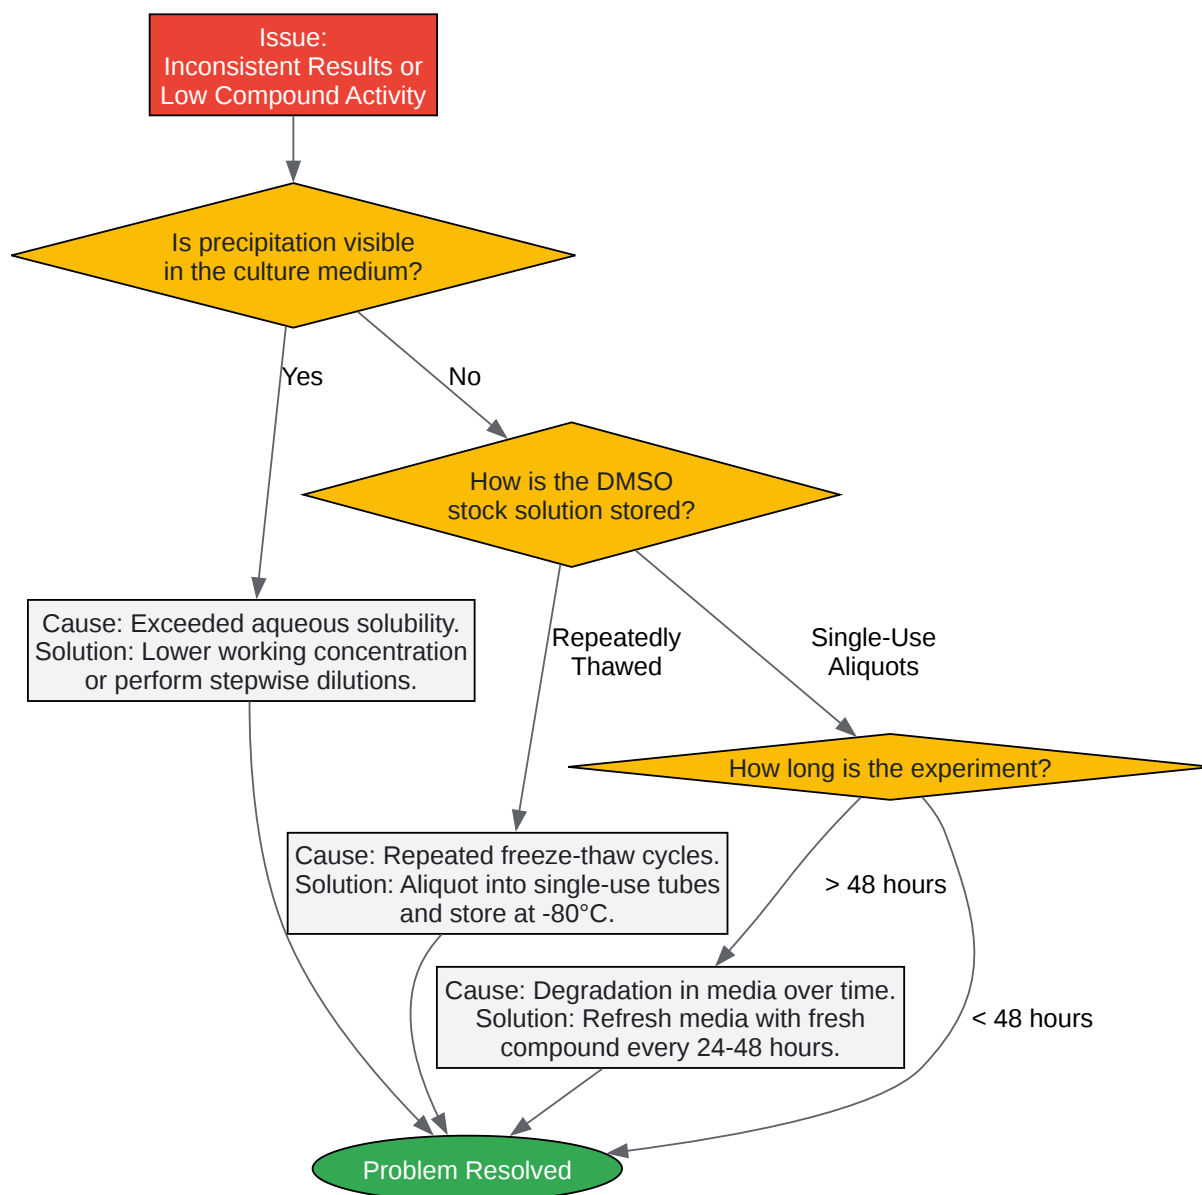 Issue:
Inconsistent Results or
Low Compound Activity
Is precipitation visible
in the culture medium?
Yes
No
How is the DMSO
stock solution stored?
Cause: Exceeded aqueous solubility.
Solution: Lower working concentration
or perform stepwise dilutions.
Repeatedly
Thawed
Single-Use
Aliquots
How long is the experiment?
Cause: Repeated freeze-thaw cycles.
Solution: Aliquot into single-use tubes
and store at -80°C.
> 48 hours
Cause: Degradation in media over time.
Solution: Refresh media with fresh
compound every 24-48 hours.
< 48 hours
Problem Resolved